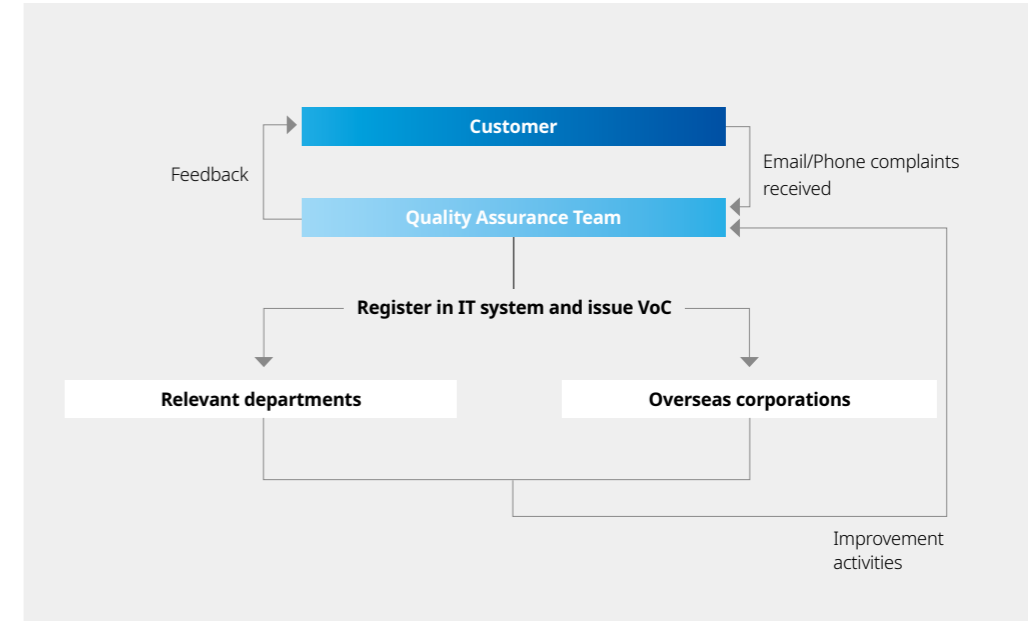 Customer
Feedback
Email/Phone complaints
received
Quality Assurance Team
Register in IT system and issue VoC
Relevant departments
Overseas corporations
Improvement
activities